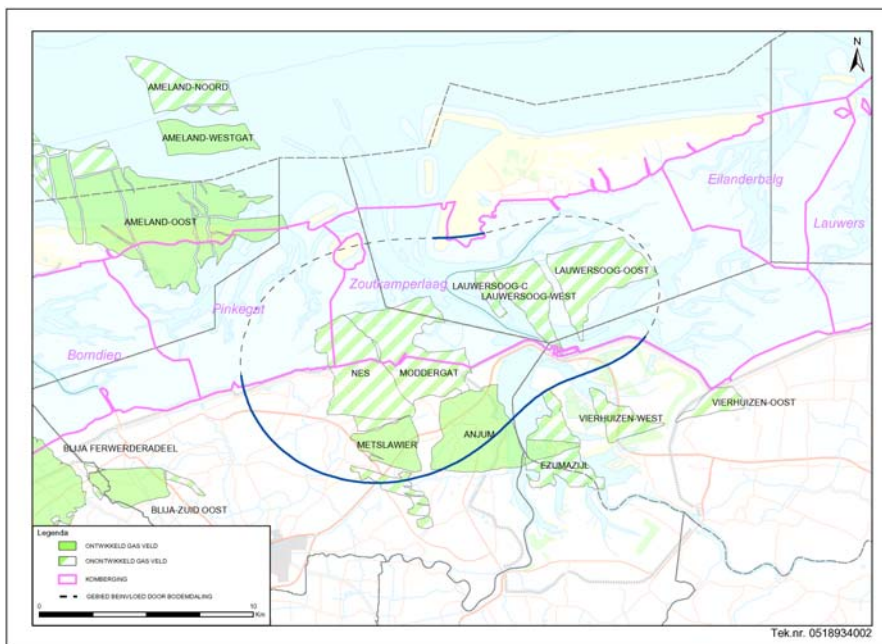 N
AMELAND-NOORD
AMELAND-WESTGAT
Eilanderbalg
AMELAND-OOST
Lauwers
LAUWERSOOG-OOST
Zoutkamperlaag
LAUWERSOOG-C
LAUWERSOOG-WEST
Pinkegat
Borndiep
NES
MODDERGAT
VIERHUIZEN-OOST
VIERHUIZEN-WEST
ANJUM
METSLAWIER
BLIJA FERWERDERADEEL
EZUMAZIJL
BLIJA-ZUID OOST
Legenda
ONTWIKKELD GAS VELD
ONONTWIKKELD GAS VELD
KOMBERGING
GEBIED BEINVLOED DOOR BODEMDALING
0 10
Km
Tek.nr. 0518934002